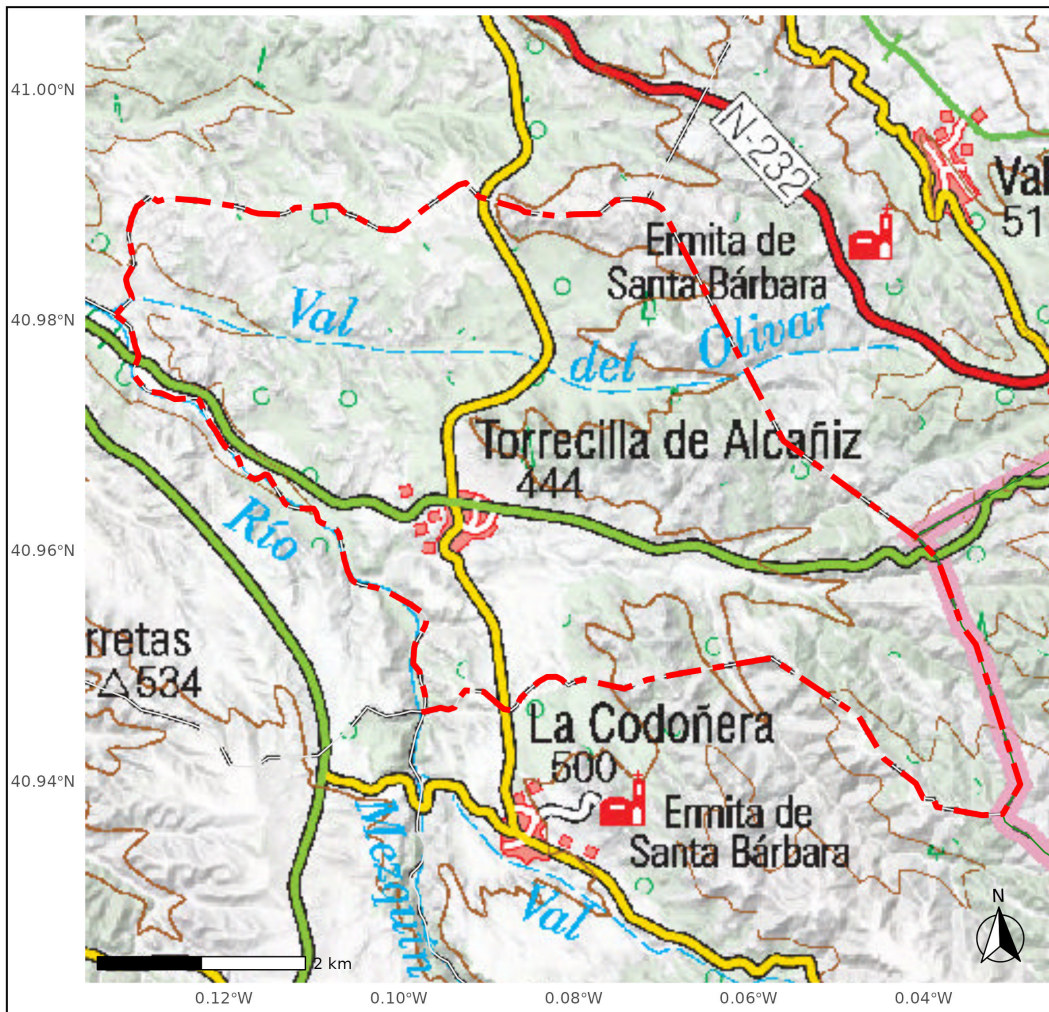 41.00°N
N-232
Val
51
Ermita de
Santa Bárbara
40.98°N
Val
del
Olivar
Torrecilla de Alcañiz
444
40.96°N
Río
rretas
534
La Codoñera
500
40.94°N
Ermita de
Santa Bárbara
Mezquín
Val
N
2 km
0.12°W
0.10°W
0.08°W
0.06°W
0.04°W